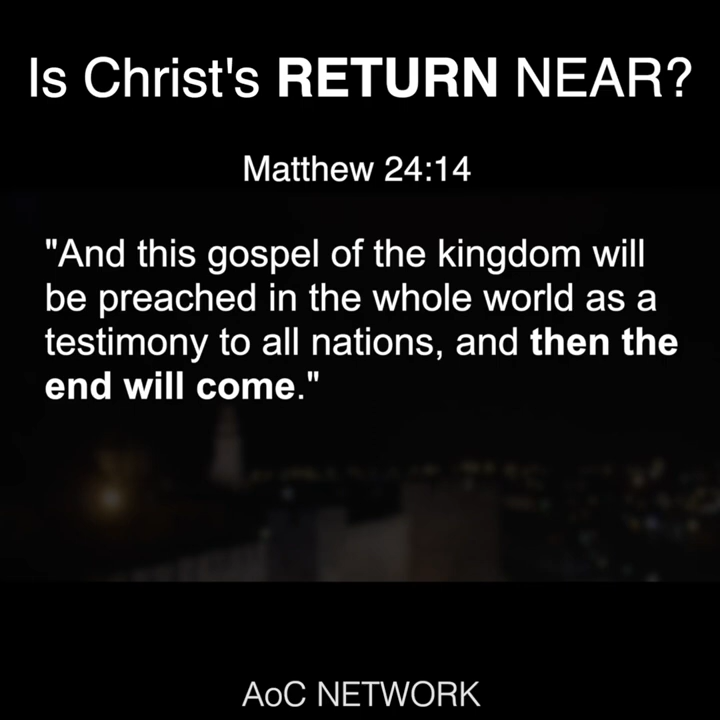 Is Christ's RETURN NEAR?
Matthew 24:14
"And this gospel of the kingdom will
be preached in the whole world as a
testimony to all nations, and then the
end will come."
AoC NETWORK